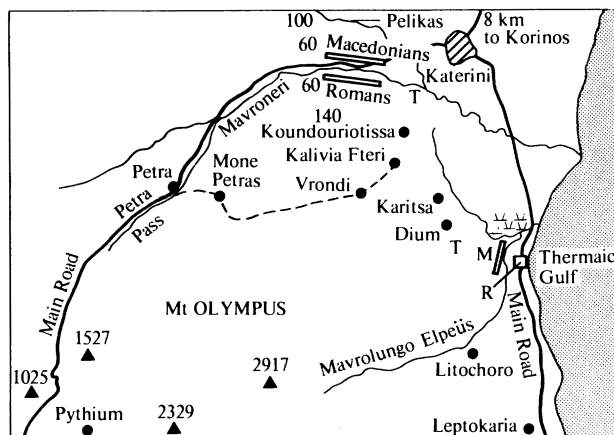 100
Pelikas
8 km
to Korinos
60
Macedonians
Katerini
60
Romans
T
Mavroneri
140
Koundouriotissa
Kalivia Fteri
Petra
Mone
Petras
Vrondi
Petra
Pass
Karitsa
Dium
T
M
Thermaic
Gulf
R
Main Road
Mt OLYMPUS
Main Road
1527
2917
Mavrolungo Elpeüs
Litochoro
1025
Pythium
2329
Leptokaria